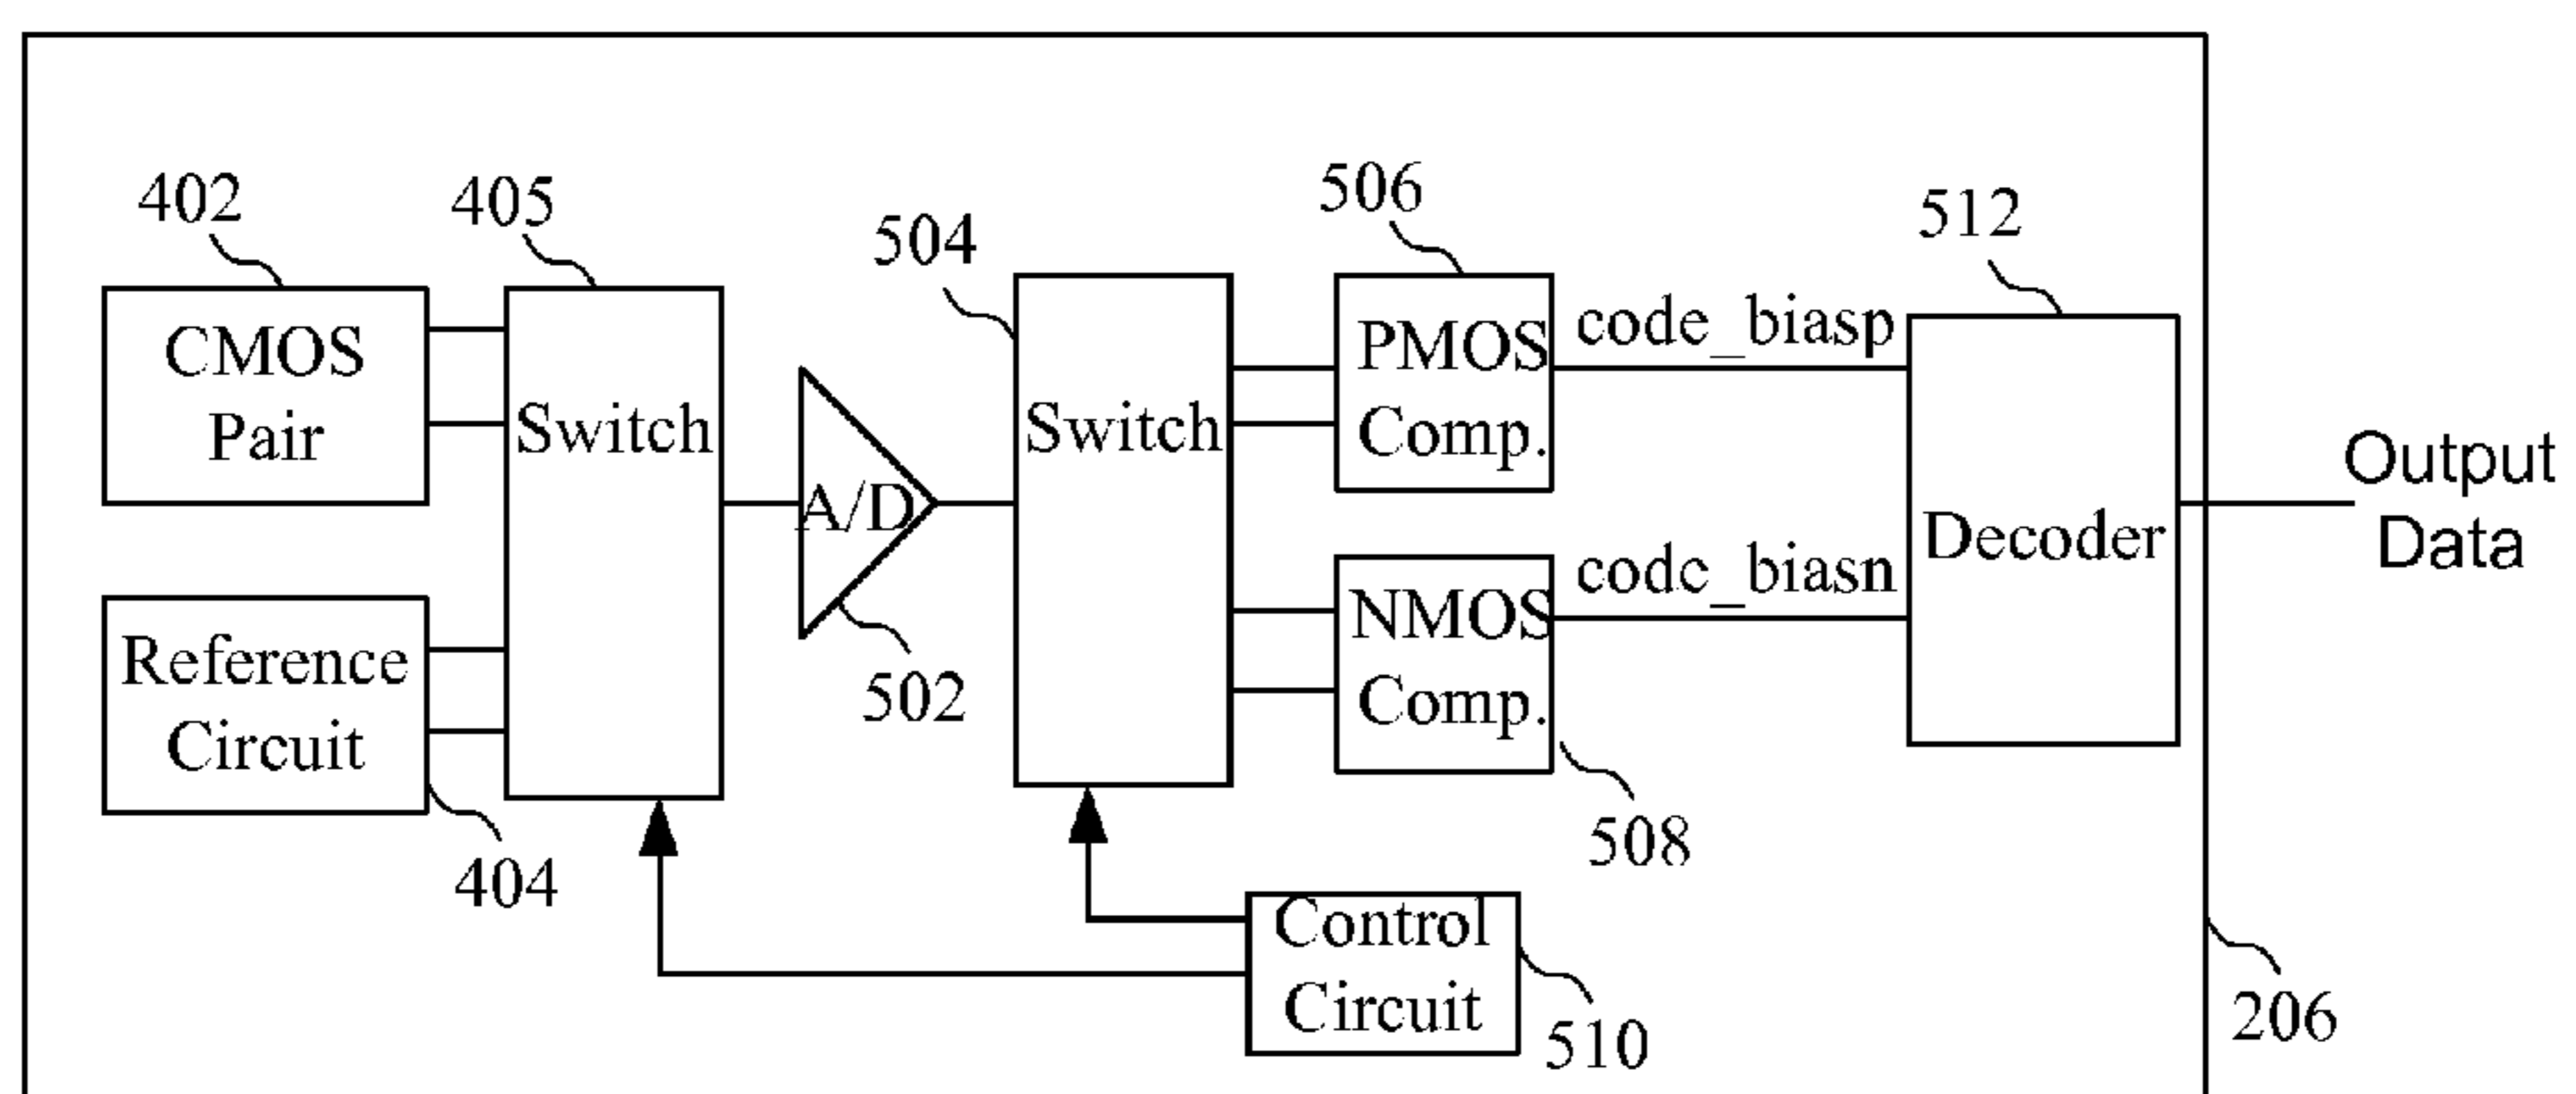 402
405
504
506
512
CMOS
Pair
Switch
A/D
Switch
PMOS
Comp.
code_biasp
Decoder
Output
Data
Reference
Circuit
404
502
NMOS
Comp.
code_biasn
508
Control
Circuit
510
206